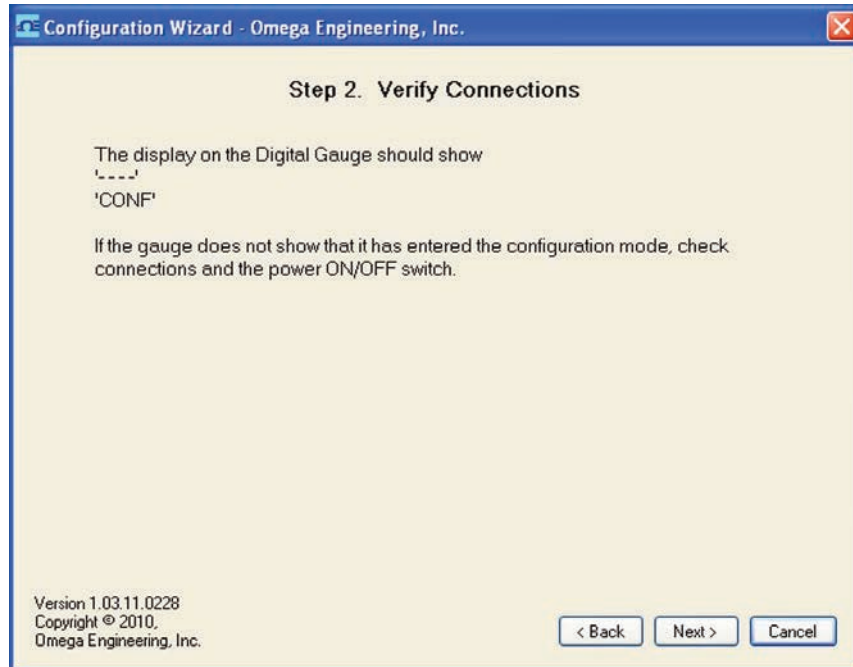 Configuration Wizard - Omega Engineering, Inc.
Step 2. Verify Connections
The display on the Digital Gauge should show
'----'
'CONF'
If the gauge does not show that it has entered the configuration mode, check
connections and the power ON/OFF switch.
Version 1.03.11.0228
Copyright © 2010,
Omega Engineering, Inc.
< Back Next > Cancel